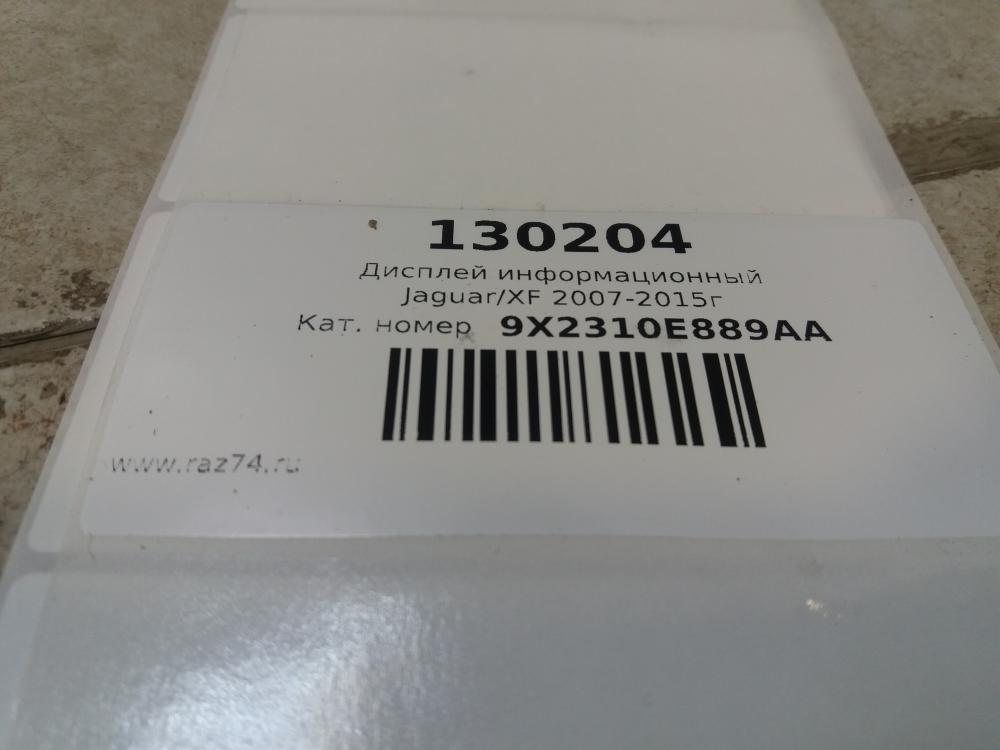 130204
Дисплей информационный
Jaguar/XF 2007-2015г
Кат. номер 9X2310E889AA
www.raz74.ru